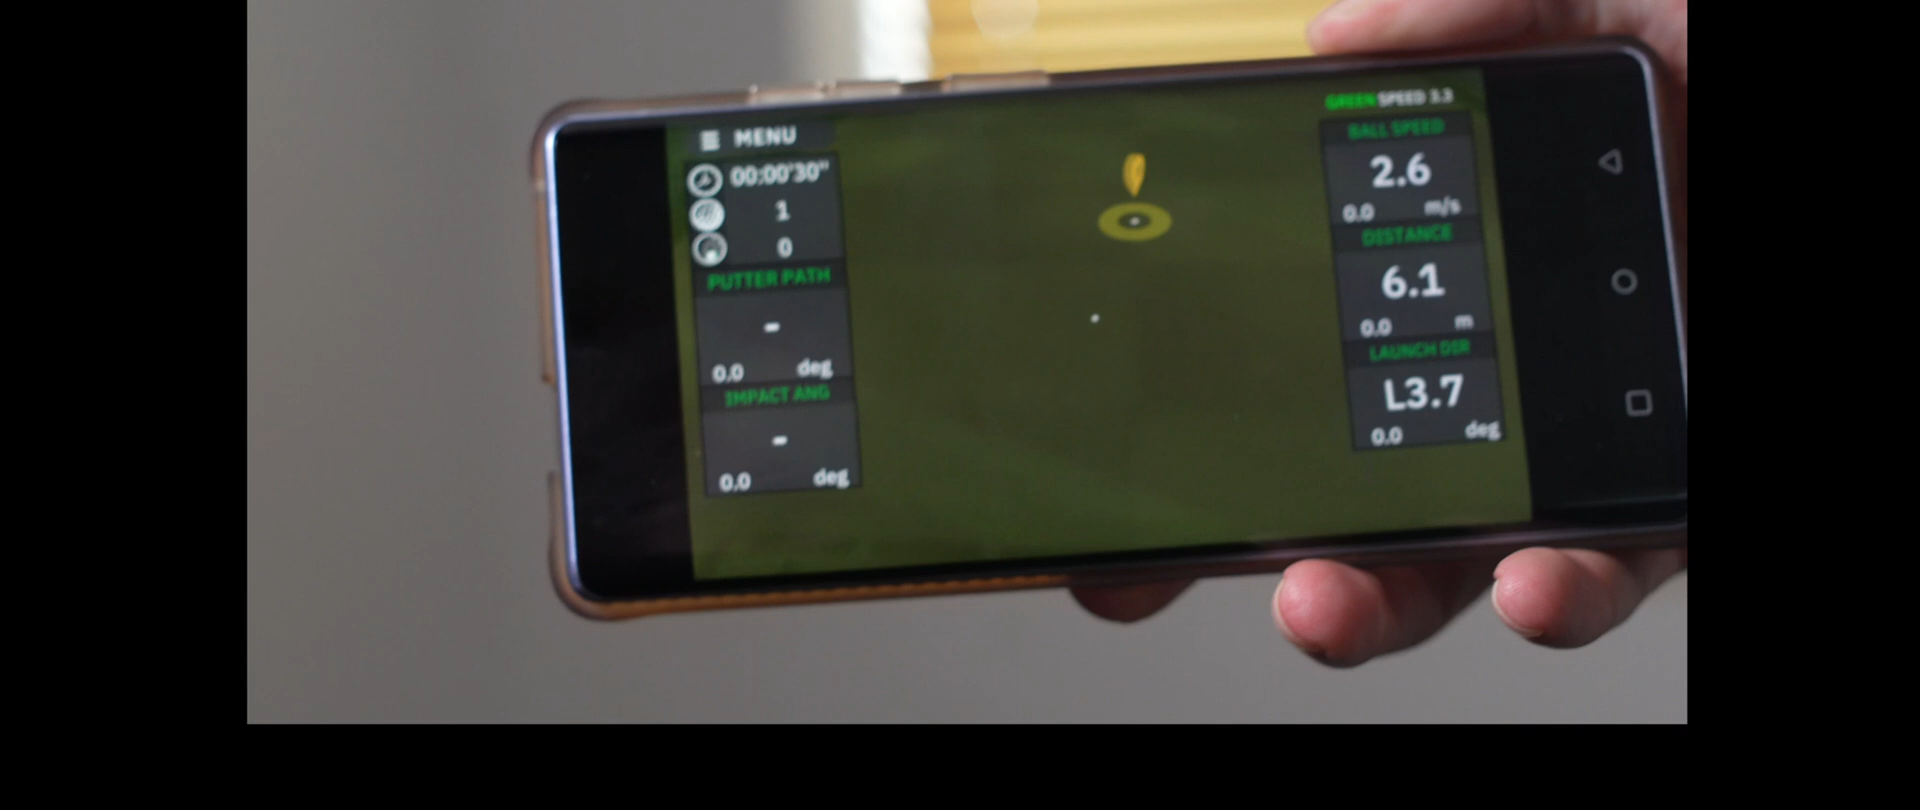 MENU
00:00'30"
1
0
PUTTER PATH
-
0.0 deg
IMPACT ANG
-
0.0 deg
GREEN SPEED 3.3
BALL SPEED
2.6
0.0 m/s
DISTANCE
6.1
0.0 m
LAUNCH DIR
L3.7
0.0 deg